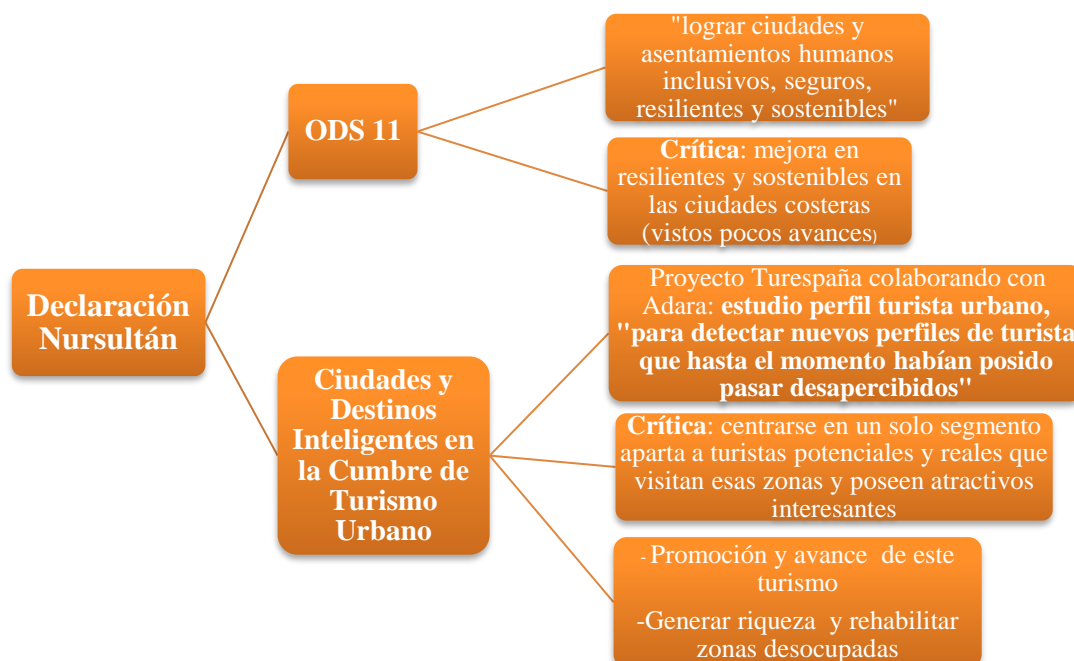 "lograr ciudades y
asentamientos humanos
inclusivos, seguros,
resilientes y sostenibles"
ODS 11
Crítica: mejora en
resilientes y sostenibles en
las ciudades costeras
(vistos pocos avances)
Declaración
Nursultán
Proyecto Turespaña colaborando con
Adara: estudio perfil turista urbano,
"para detectar nuevos perfiles de turista
que hasta el momento habían posido
pasar desapercibidos"
Ciudades y
Destinos
Inteligentes en
la Cumbre de
Turismo
Urbano
Crítica: centrarse en un solo segmento
aparta a turistas potenciales y reales que
visitan esas zonas y poseen atractivos
interesantes
- Promoción y avance de este
turismo
-Generar riqueza y rehabilitar
zonas desocupadas